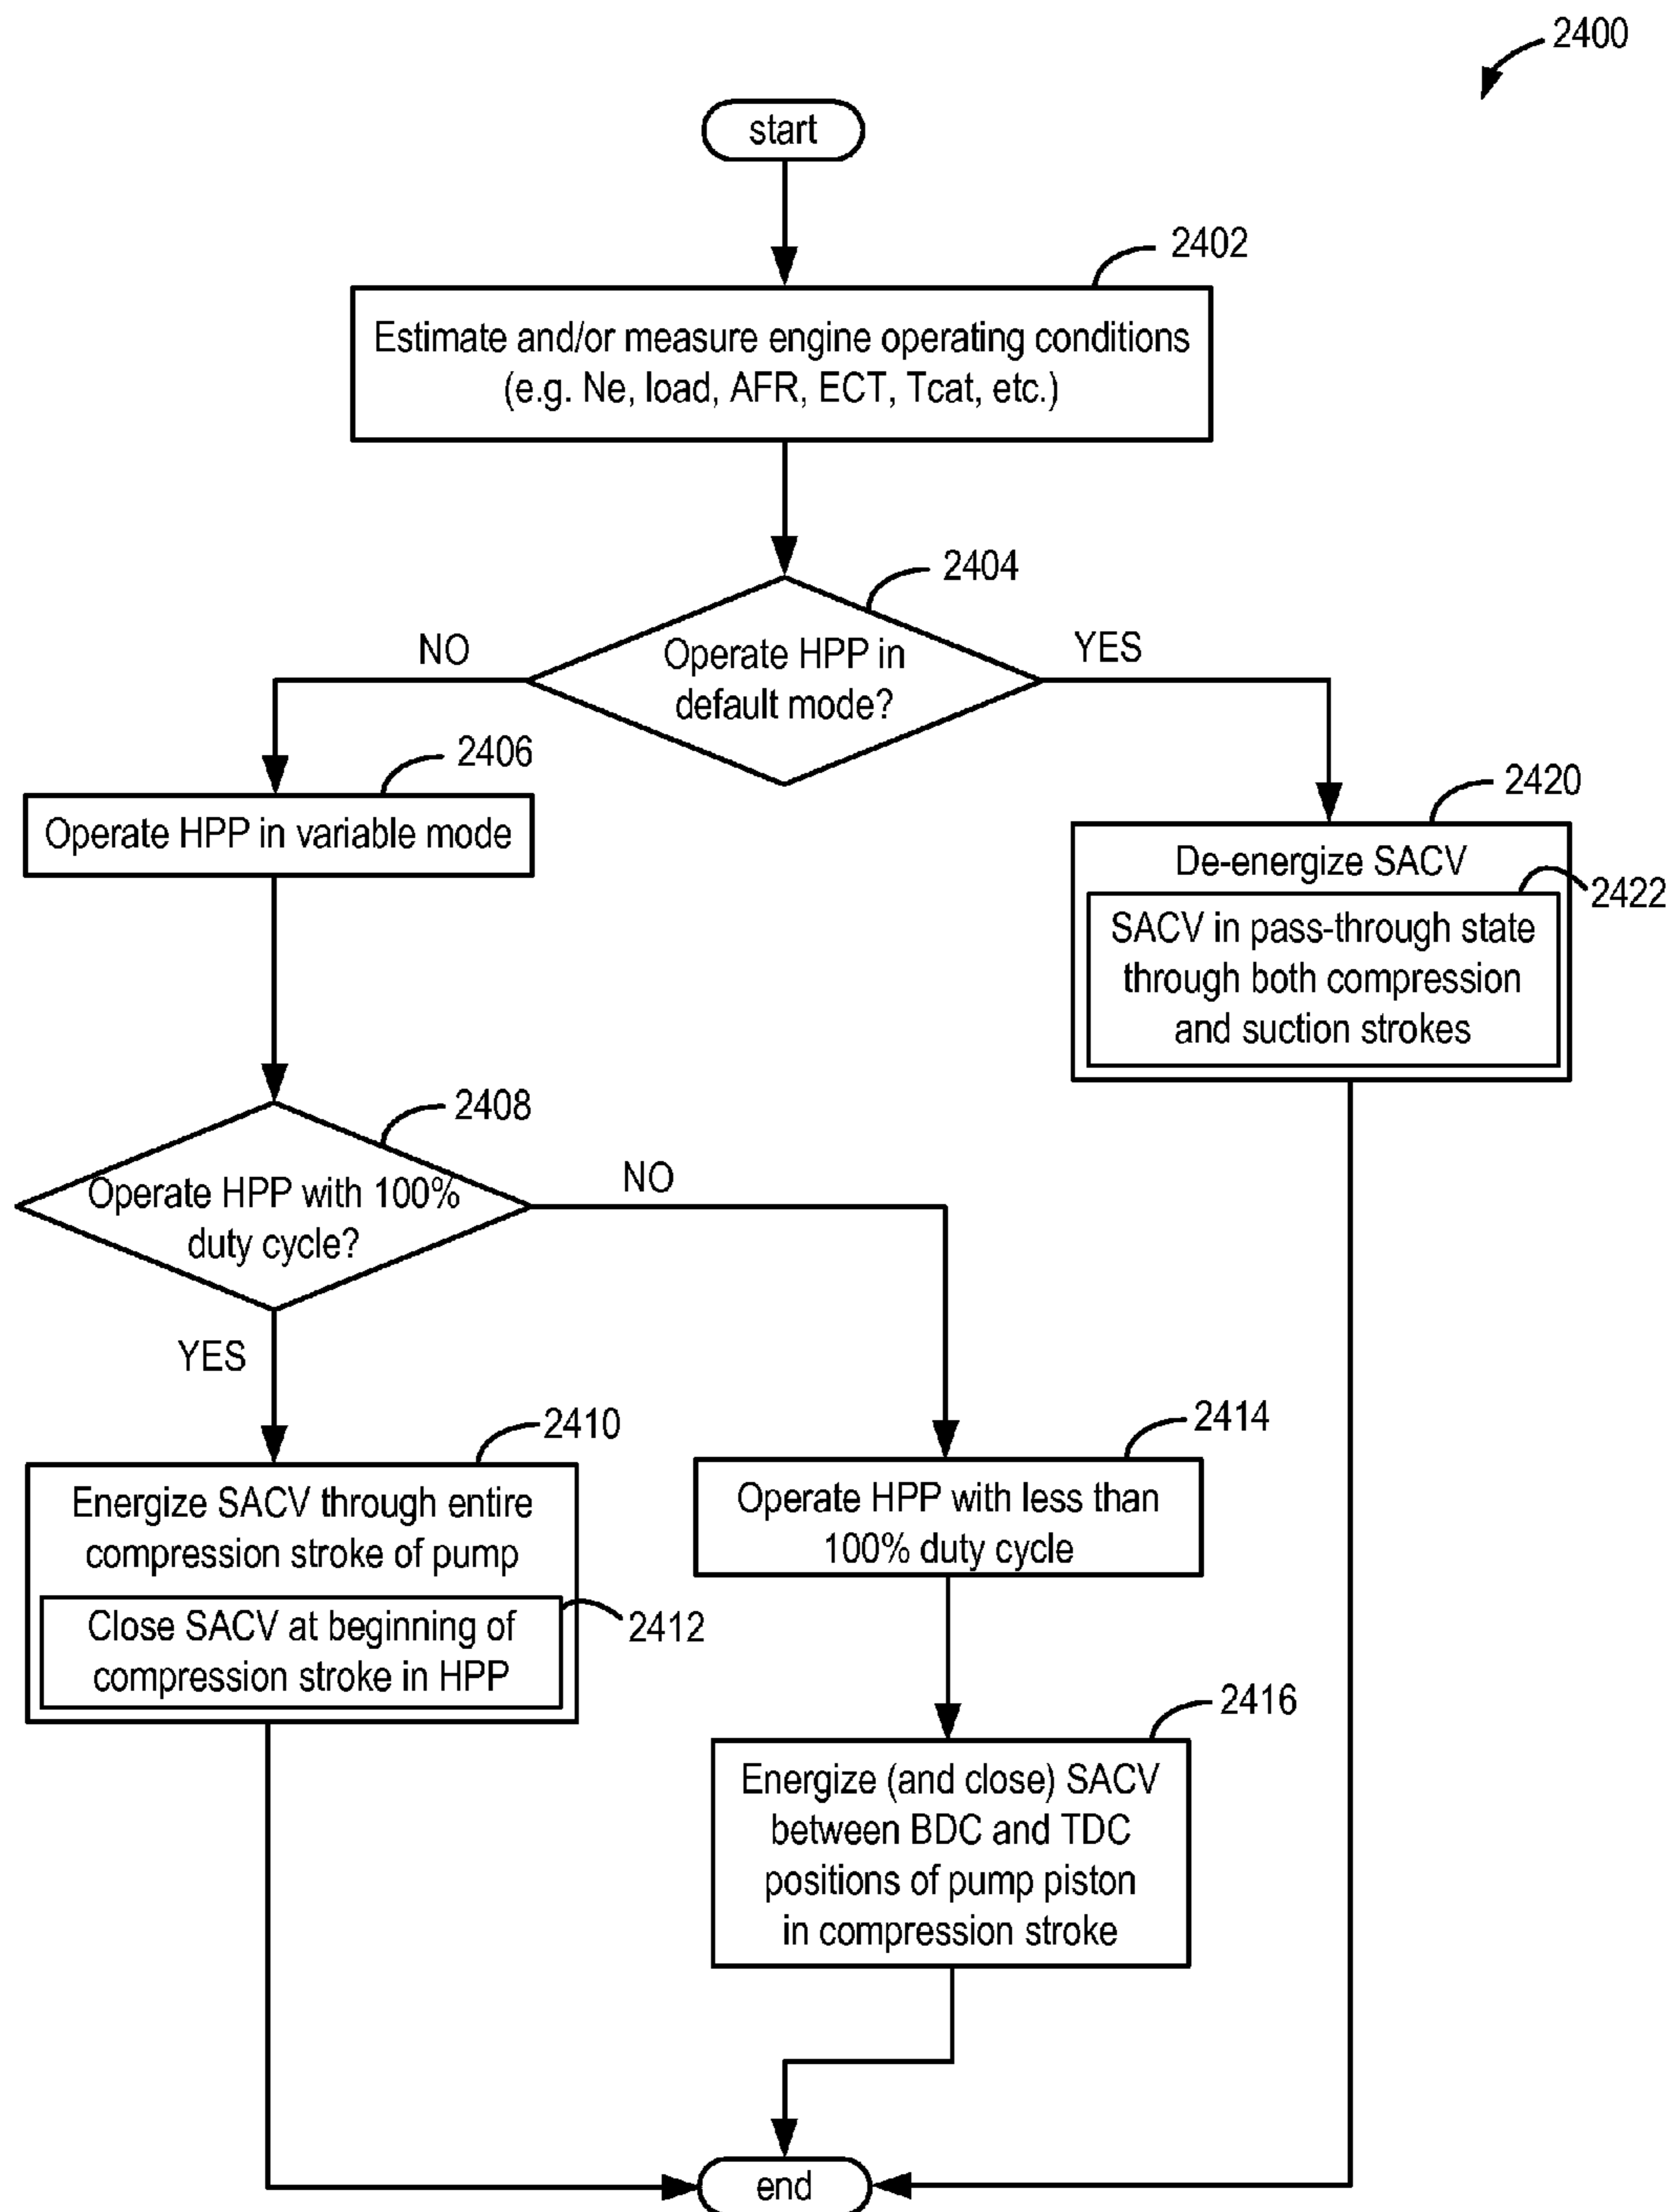 2400
start
2402
Estimate and/or measure engine operating conditions
(e.g. Ne, load, AFR, ECT, Tcat, etc.)
2404
Operate HPP in
default mode?
NO
YES
2406
Operate HPP in variable mode
2420
De-energize SACV
2422
SACV in pass-through state
through both compression
and suction strokes
2408
Operate HPP with 100%
duty cycle?
NO
YES
2410
Energize SACV through entire
compression stroke of pump
2412
Close SACV at beginning of
compression stroke in HPP
2414
Operate HPP with less than
100% duty cycle
2416
Energize (and close) SACV
between BDC and TDC
positions of pump piston
in compression stroke
end